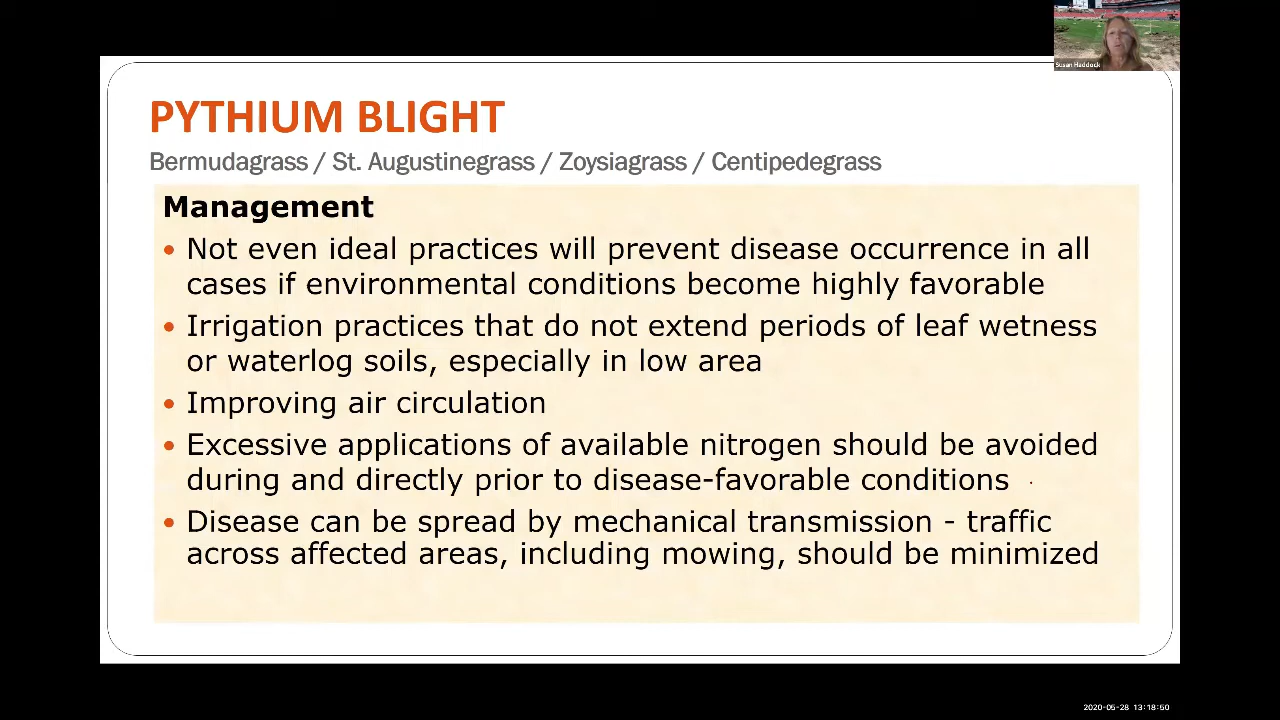 Susan Haddock
PYTHIUM BLIGHT
Bermudagrass / St. Augustinegrass / Zoysiagrass / Centipedegrass
Management
• Not even ideal practices will prevent disease occurrence in all
cases if environmental conditions become highly favorable
• Irrigation practices that do not extend periods of leaf wetness
or waterlog soils, especially in low area
• Improving air circulation
• Excessive applications of available nitrogen should be avoided
during and directly prior to disease-favorable conditions
• Disease can be spread by mechanical transmission - traffic
across affected areas, including mowing, should be minimized
2020-05-28 13:18:50